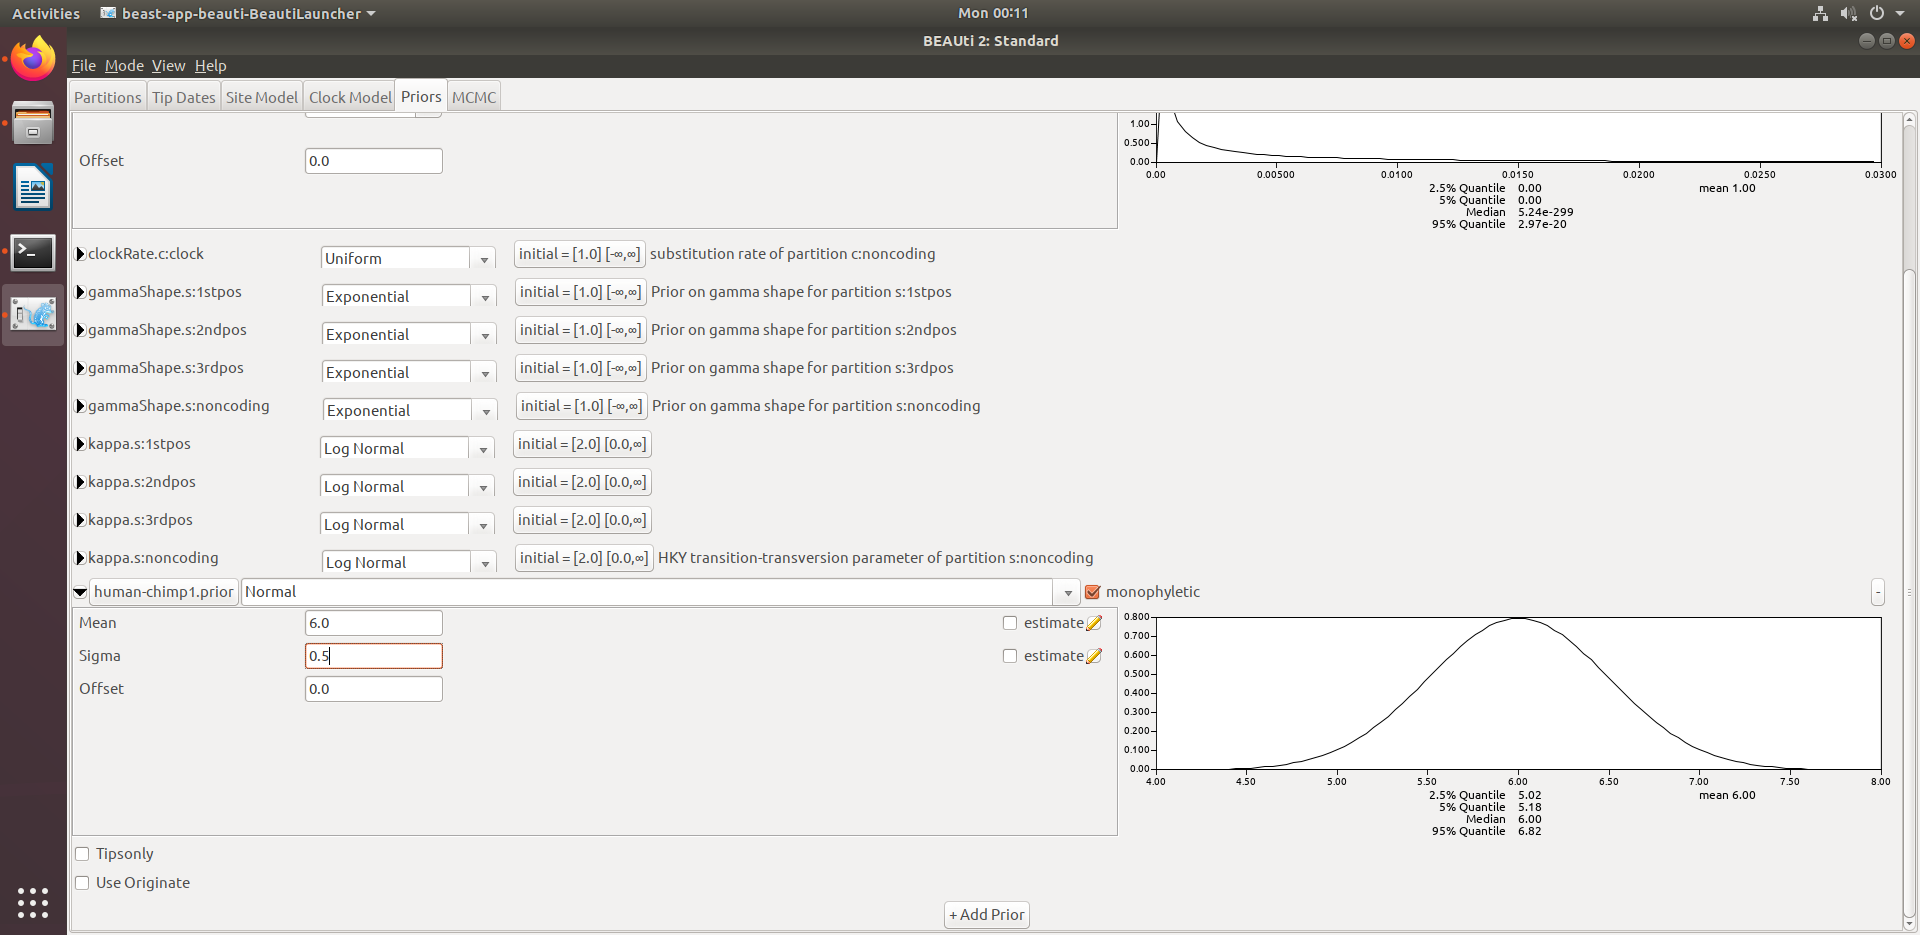 Activities beast-app-beauti-BeautiLauncher Mon 00:11
BEAUti 2: Standard
File Mode View Help
Partitions Tip Dates Site Model Clock Model Priors MCMC
Offset 0.0
1.00
0.500
0.00
0.00 0.00500 0.0100 0.0150 0.0200 0.0250 0.0300
2.5% Quantile 0.00 mean 1.00
5% Quantile 0.00
Median 5.24e-299
95% Quantile 2.97e-20
clockRate.c:clock Uniform initial = [1.0] [-∞,∞] substitution rate of partition c:noncoding
gammaShape.s:1stpos Exponential initial = [1.0] [-∞,∞] Prior on gamma shape for partition s:1stpos
gammaShape.s:2ndpos Exponential initial = [1.0] [-∞,∞] Prior on gamma shape for partition s:2ndpos
gammaShape.s:3rdpos Exponential initial = [1.0] [-∞,∞] Prior on gamma shape for partition s:3rdpos
gammaShape.s:noncoding Exponential initial = [1.0] [-∞,∞] Prior on gamma shape for partition s:noncoding
kappa.s:1stpos Log Normal initial = [2.0] [0.0,∞]
kappa.s:2ndpos Log Normal initial = [2.0] [0.0,∞]
kappa.s:3rdpos Log Normal initial = [2.0] [0.0,∞]
kappa.s:noncoding Log Normal initial = [2.0] [0.0,∞] HKY transition-transversion parameter of partition s:noncoding
human-chimp1.prior Normal monophyletic -
Mean 6.0 estimate
Sigma 0.5 estimate
Offset 0.0
0.800
0.700
0.600
0.500
0.400
0.300
0.200
0.100
0.00
4.00 4.50 5.00 5.50 6.00 6.50 7.00 7.50 8.00
2.5% Quantile 5.02 mean 6.00
5% Quantile 5.18
Median 6.00
95% Quantile 6.82
Tipsonly
Use Originate
+ Add Prior